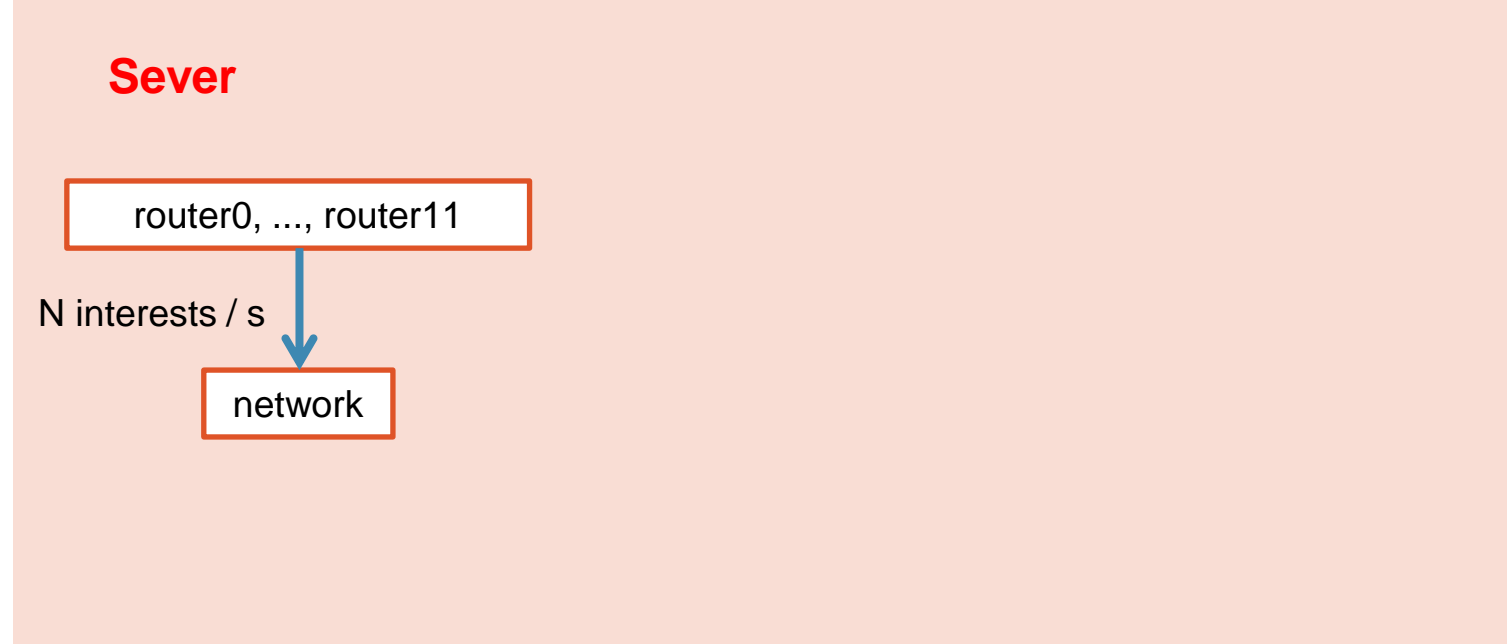 Sever
router0, ..., router11
N interests / s
network